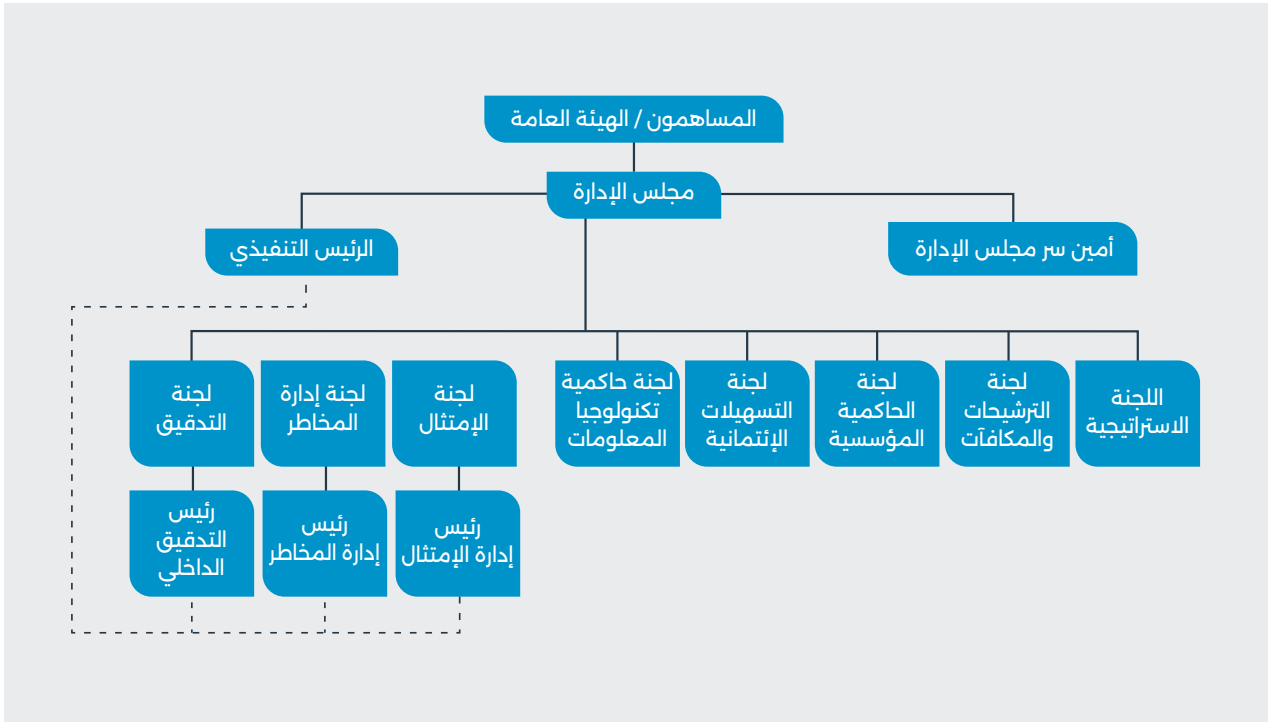 المساهمون / الهيئة العامة
مجلس الإدارة
أمين سر مجلس الإدارة
الرئيس التنفيذي
اللجنة
الاستراتيجية
لجنة
الترشيحات
والمكافآت
لجنة
الحاكمية
المؤسسية
لجنة
التسهيلات
الإئتمانية
لجنة حاكمية
تكنولوجيا
المعلومات
لجنة
الإمتثال
لجنة إدارة
المخاطر
لجنة
التدقيق
رئيس
إدارة الإمتثال
رئيس
إدارة المخاطر
رئيس
التدقيق
الداخلي